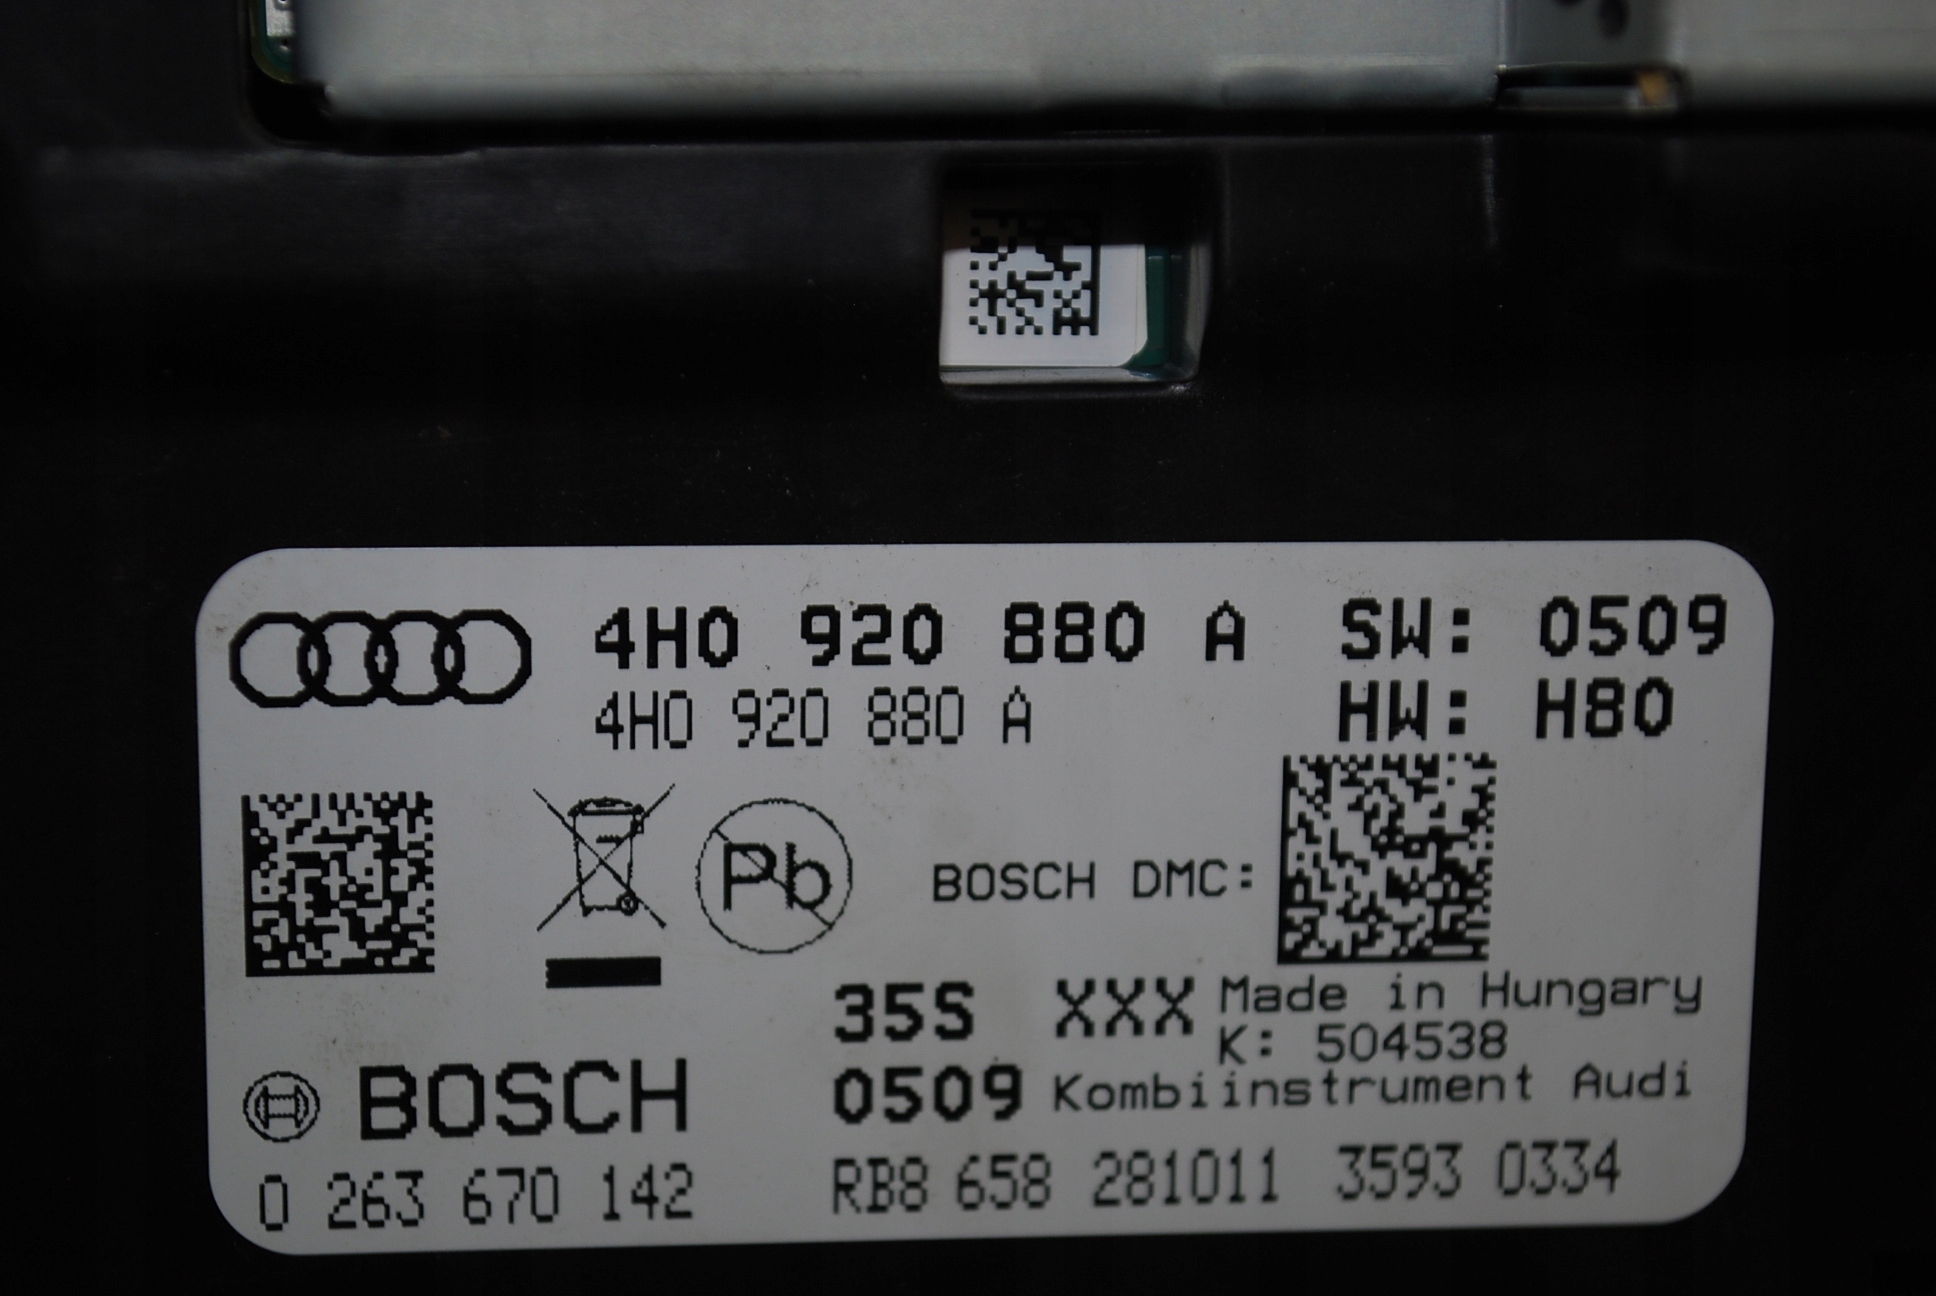 4H0 920 880 A SW: 0509
4H0 920 880 A HW: H80
Pb
BOSCH DMC:
35S XXX Made in Hungary
K: 504538
BOSCH 0509 Kombiinstrument Audi
0 263 670 142 RB8 658 281011 3593 0334